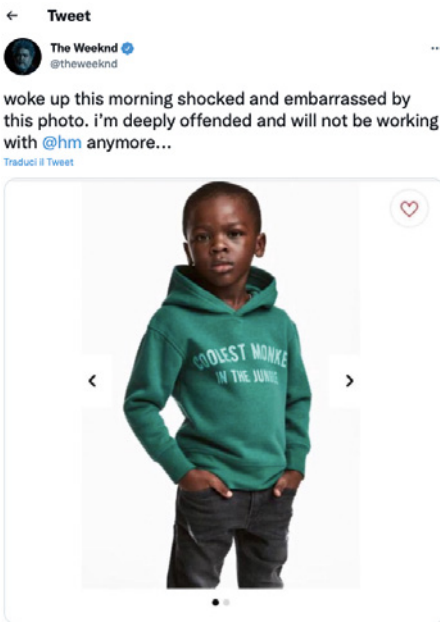 Tweet
The Weeknd
@theweeknd
woke up this morning shocked and embarrassed by
this photo. i'm deeply offended and will not be working
with @hm anymore...
Traduci il Tweet
COOLEST MONKE
IN THE JUNGLE